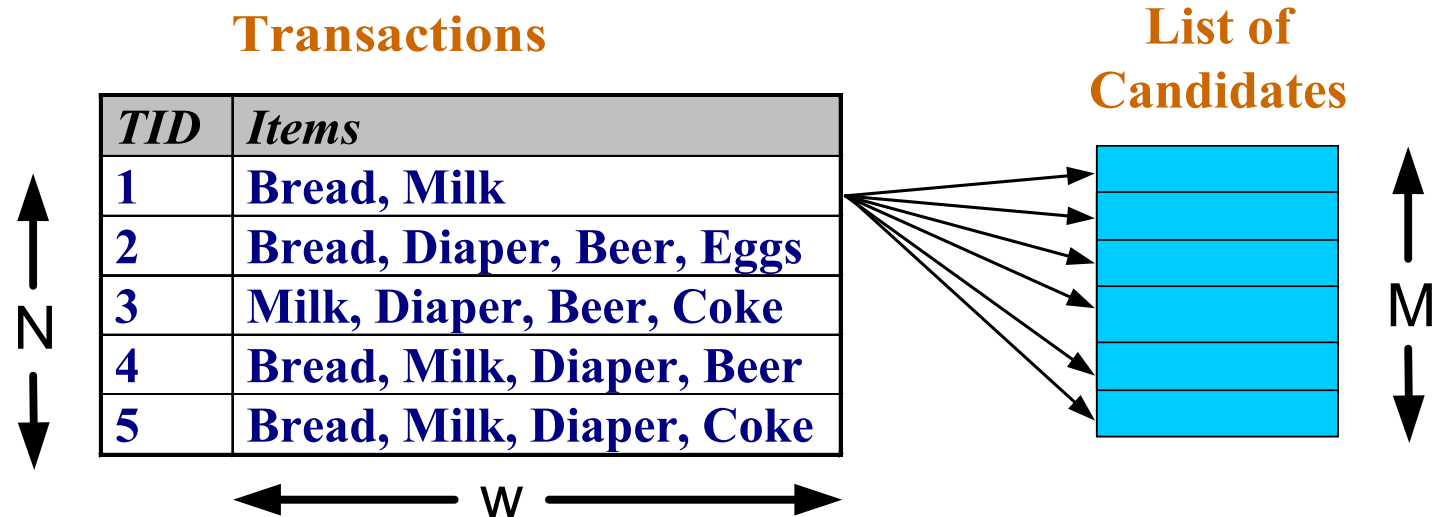 Transactions
List of
Candidates
TID Items
1 Bread, Milk
2 Bread, Diaper, Beer, Eggs
3 Milk, Diaper, Beer, Coke
4 Bread, Milk, Diaper, Beer
5 Bread, Milk, Diaper, Coke
N
M
w